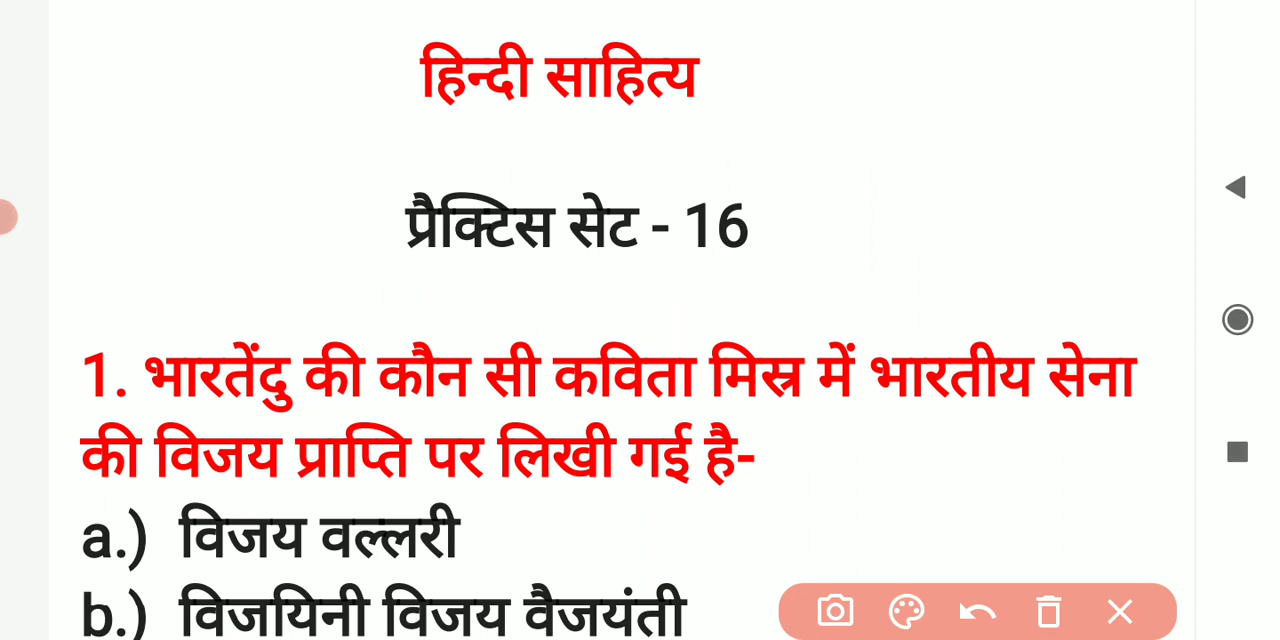 हिन्दी साहित्य
प्रैक्टिस सेट - 16
1. भारतेंदु की कौन सी कविता मिस्र में भारतीय सेना
की विजय प्राप्ति पर लिखी गई है-
a.) विजय वल्लरी
b.) विजयिनी विजय वैजयंती